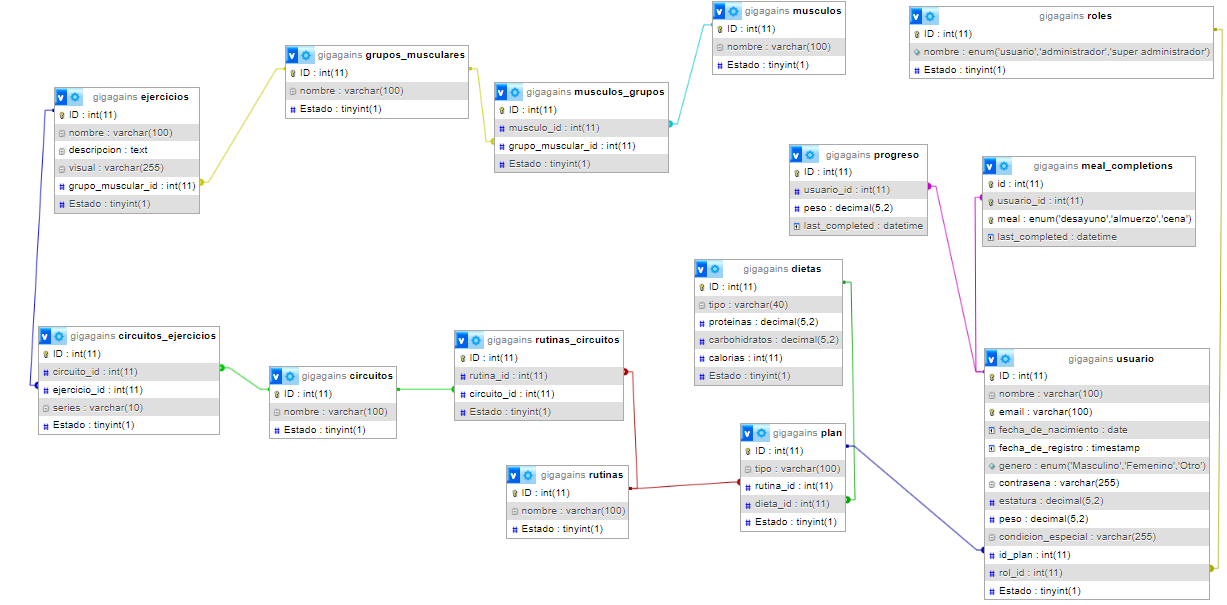 gigagains musculos
ID : int(11)
nombre : varchar(100)
Estado : tinyint(1)
gigagains roles
ID : int(11)
nombre : enum('usuario','administrador','super administrador')
Estado : tinyint(1)
gigagains grupos_musculares
ID : int(11)
nombre : varchar(100)
Estado : tinyint(1)
gigagains musculos_grupos
ID : int(11)
musculo_id : int(11)
grupo_muscular_id : int(11)
Estado : tinyint(1)
gigagains ejercicios
ID : int(11)
nombre : varchar(100)
descripcion : text
visual : varchar(255)
grupo_muscular_id : int(11)
Estado : tinyint(1)
gigagains progreso
ID : int(11)
usuario_id : int(11)
peso : decimal(5,2)
last_completed : datetime
gigagains meal_completions
id : int(11)
usuario_id : int(11)
meal : enum('desayuno','almuerzo','cena')
last_completed : datetime
gigagains dietas
ID : int(11)
tipo : varchar(40)
proteinas : decimal(5,2)
carbohidratos : decimal(5,2)
calorias : int(11)
Estado : tinyint(1)
gigagains circuitos_ejercicios
ID : int(11)
circuito_id : int(11)
ejercicio_id : int(11)
series : varchar(10)
Estado : tinyint(1)
gigagains circuitos
ID : int(11)
nombre : varchar(100)
Estado : tinyint(1)
gigagains rutinas_circuitos
ID : int(11)
rutina_id : int(11)
circuito_id : int(11)
Estado : tinyint(1)
gigagains usuario
ID : int(11)
nombre : varchar(100)
email : varchar(100)
fecha_de_nacimiento : date
fecha_de_registro : timestamp
genero : enum('Masculino','Femenino','Otro')
contrasena : varchar(255)
estatura : decimal(5,2)
peso : decimal(5,2)
condicion_especial : varchar(255)
id_plan : int(11)
rol_id : int(11)
Estado : tinyint(1)
gigagains plan
ID : int(11)
tipo : varchar(100)
rutina_id : int(11)
dieta_id : int(11)
Estado : tinyint(1)
gigagains rutinas
ID : int(11)
nombre : varchar(100)
Estado : tinyint(1)